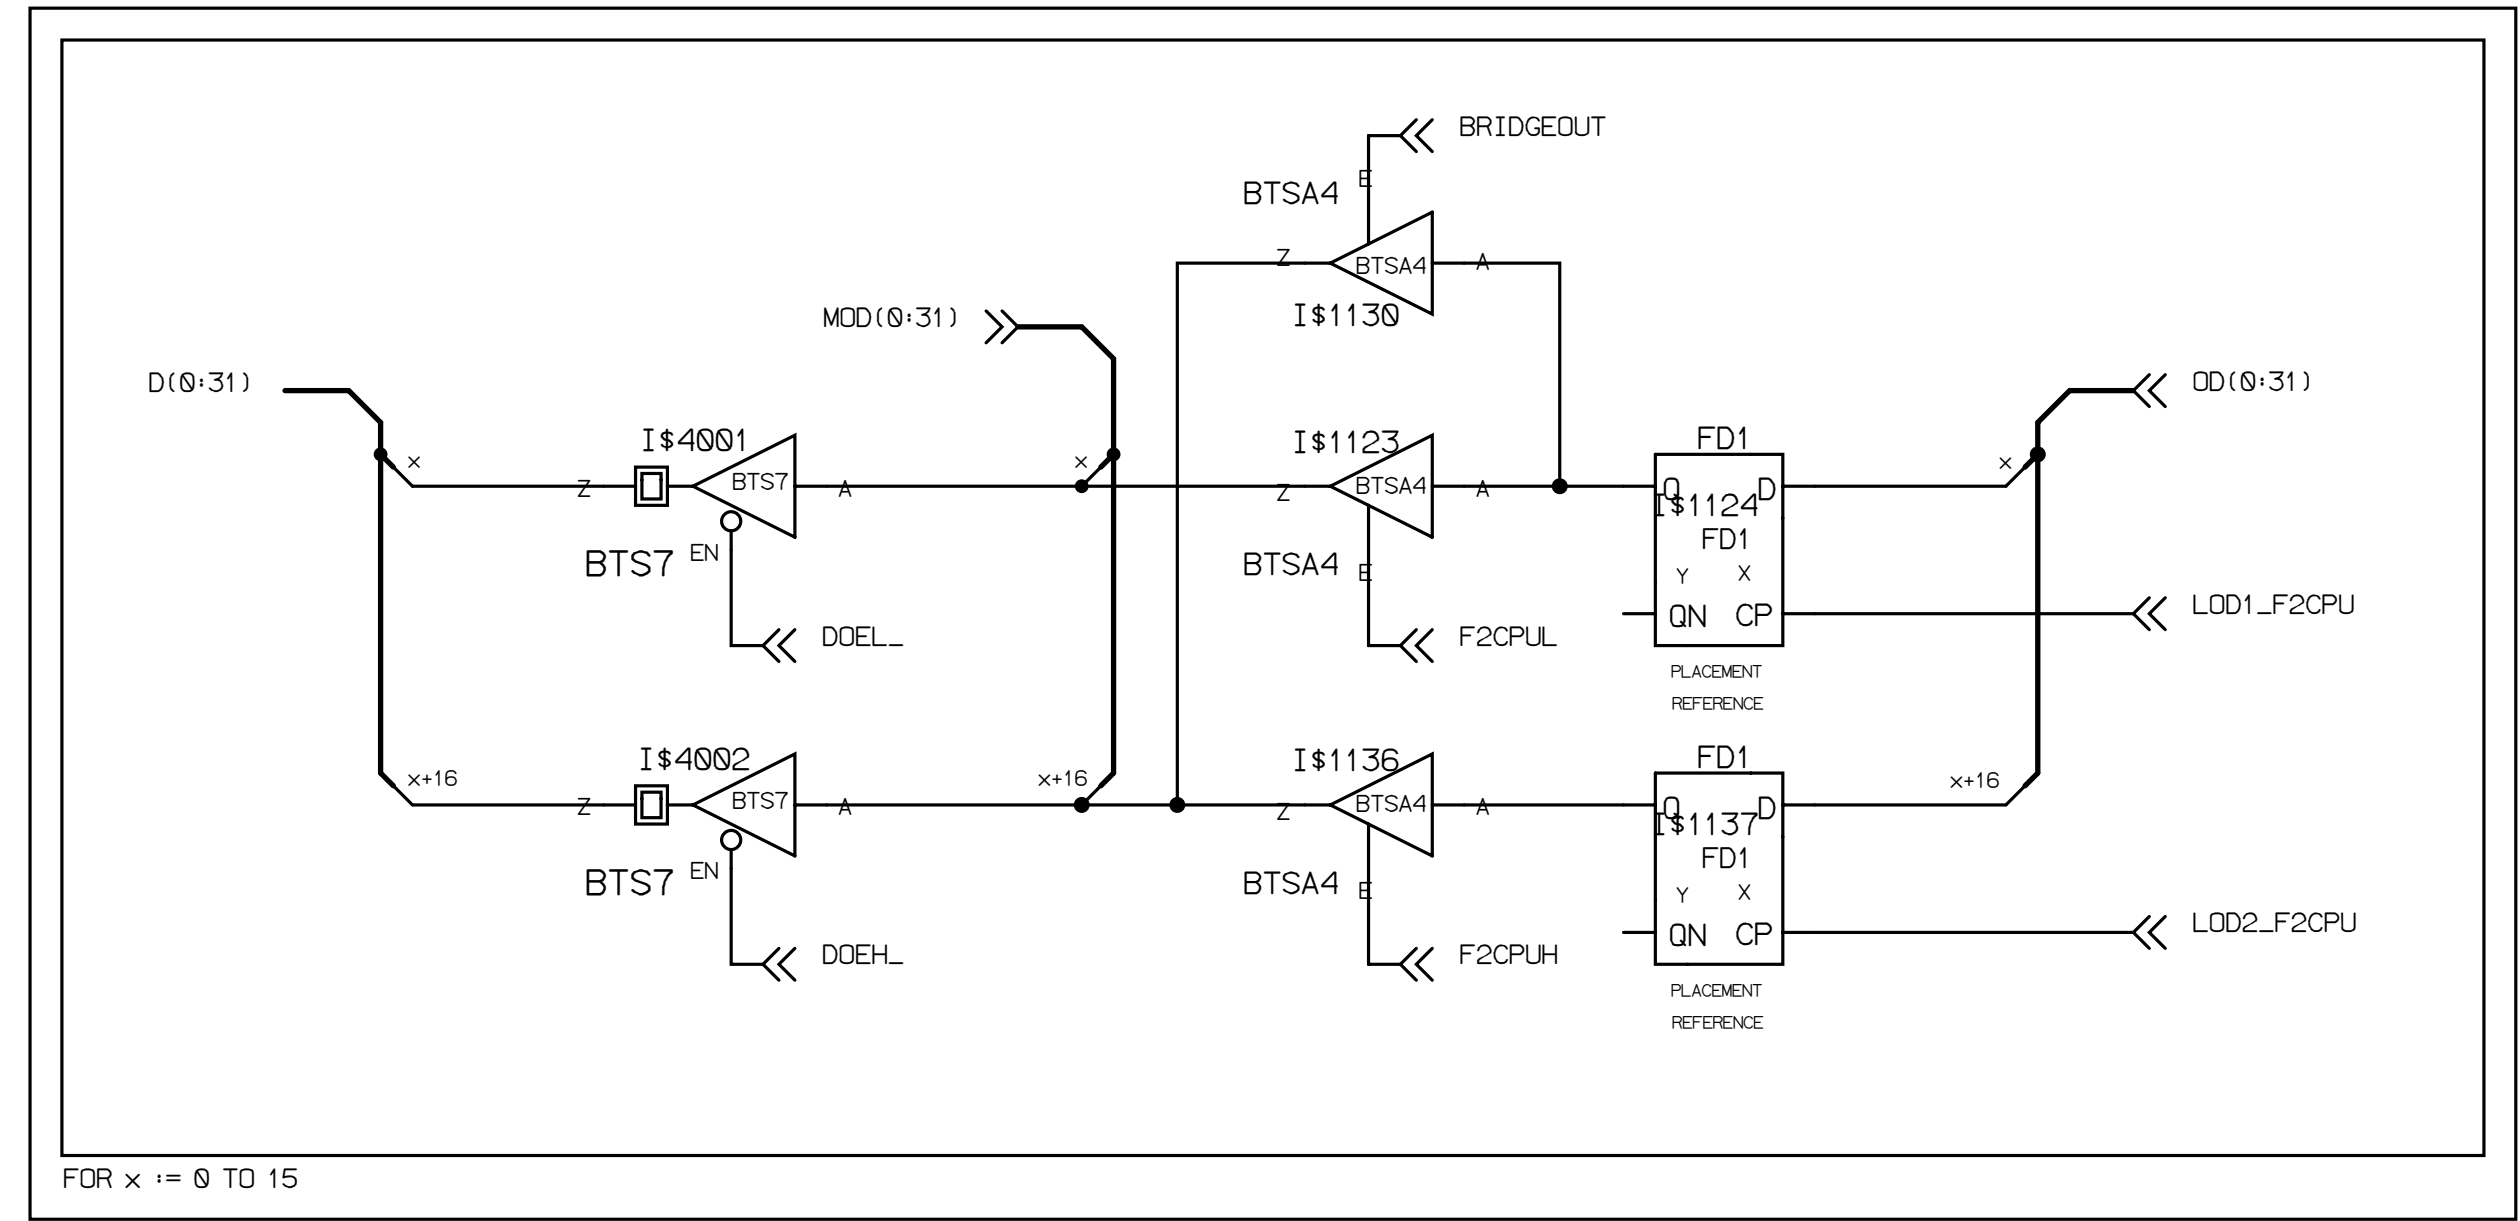 BRIDGEOUT
BTSA4 E
Z BTSA4 A
I$1130
MOD(0:31)
D(0:31)
OD(0:31)
I$4001
I$1123
FD1
x
x
x
Z BTS7 A
Z BTSA4 A
Q D
I$1124
FD1
BTS7 EN
BTSA4 E
Y X
QN CP
LOD1_F2CPU
DOEL_
F2CPUL
PLACEMENT
REFERENCE
I$4002
I$1136
FD1
x+16
x+16
x+16
Z BTS7 A
Z BTSA4 A
Q D
I$1137
FD1
BTS7 EN
BTSA4 E
Y X
QN CP
LOD2_F2CPU
DOEH_
F2CPUH
PLACEMENT
REFERENCE
FOR x := 0 TO 15